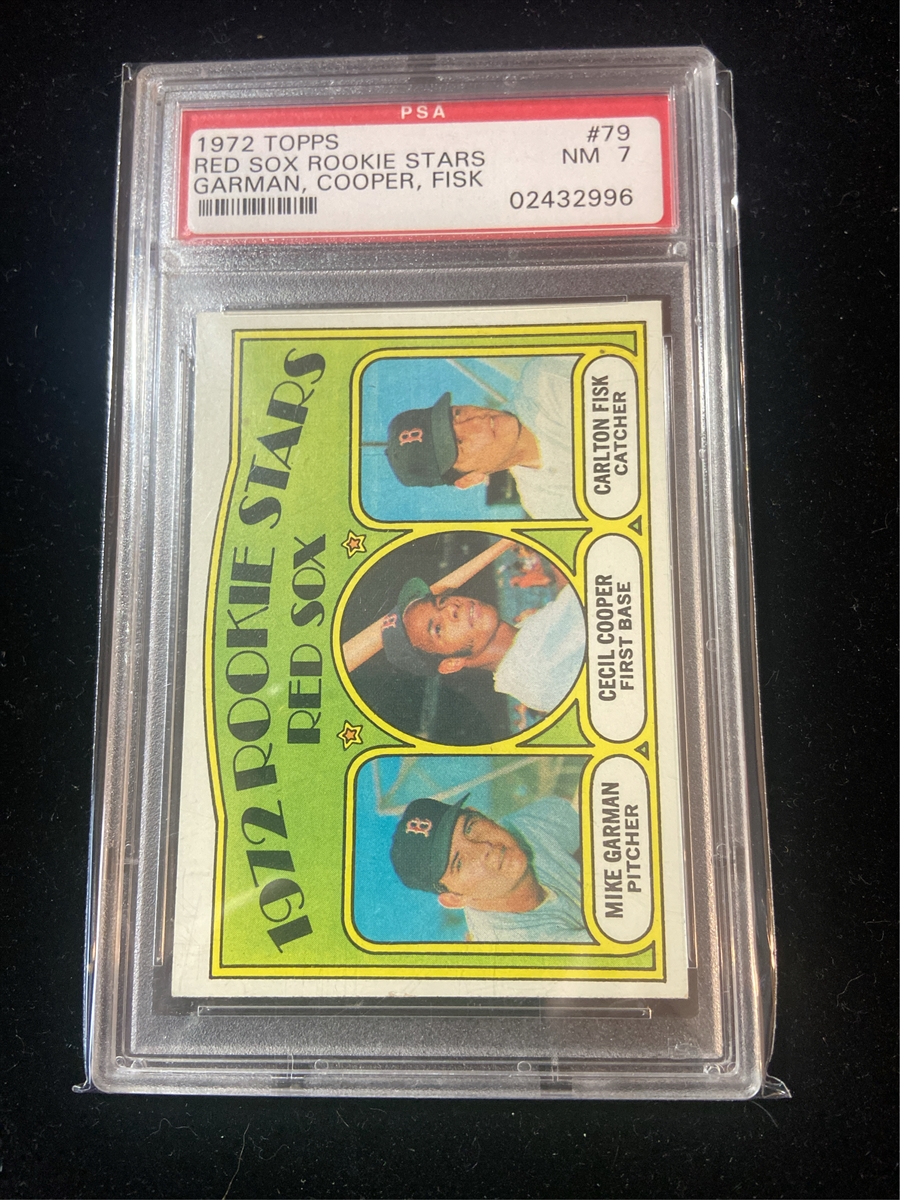 PSA
1972 TOPPS #79
RED SOX ROOKIE STARS NM 7
GARMAN, COOPER, FISK
02432996
1972 ROOKIE STARS
RED SOX
B
B
B
MIKE GARMAN
PITCHER
CECIL COOPER
FIRST BASE
CARLTON FISK
CATCHER